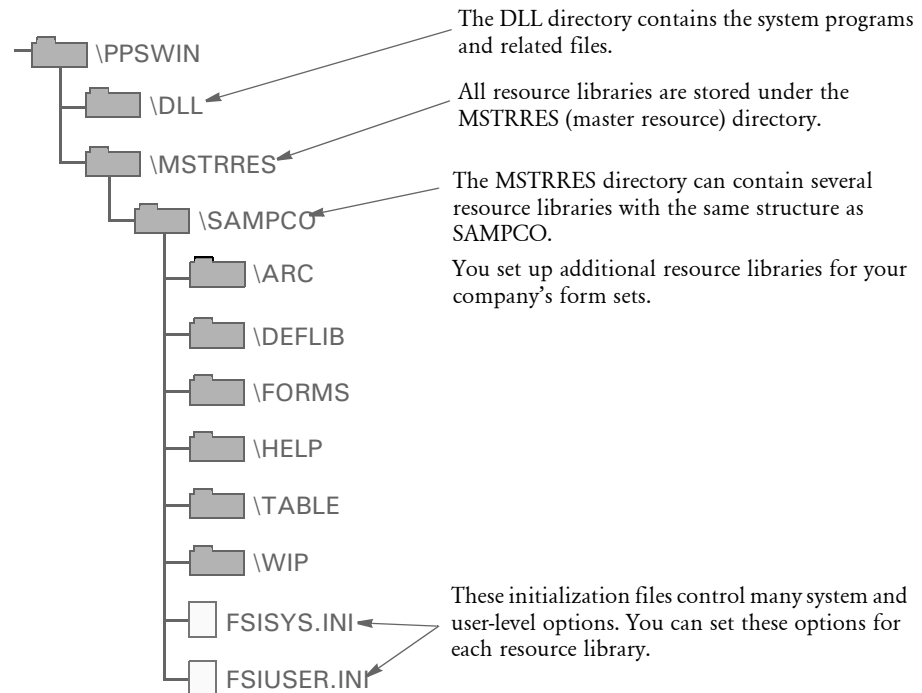 The DLL directory contains the system programs
and related files.
\PPSWIN
\DLL
All resource libraries are stored under the
MSTRRES (master resource) directory.
\MSTRRES
The MSTRRES directory can contain several
resource libraries with the same structure as
SAMPCO.
\SAMPCO
You set up additional resource libraries for your
company's form sets.
\ARC
\DEFLIB
\FORMS
\HELP
\TABLE
\WIP
These initialization files control many system and
user-level options. You can set these options for
each resource library.
FSISYS.INI
FSIUSER.INI